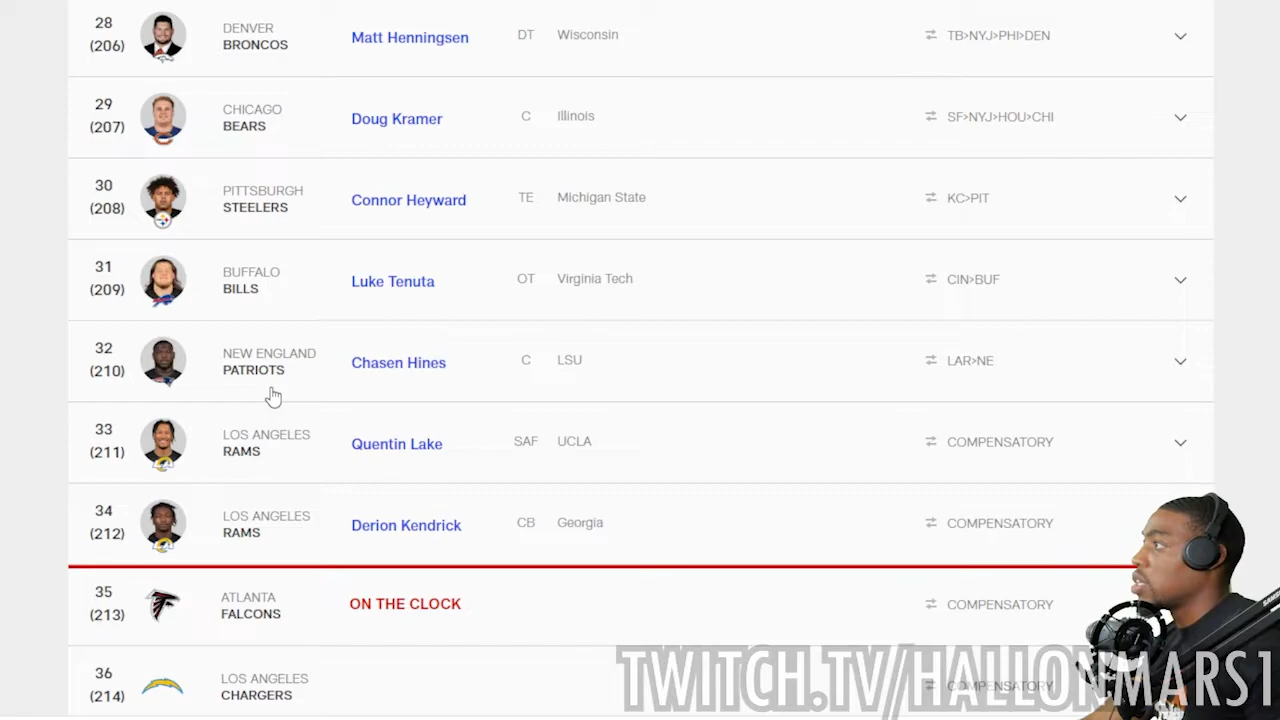 28
(206)
DENVER
BRONCOS
Matt Henningsen
DT
Wisconsin
TB>NYJ>PHI>DEN
29
(207)
CHICAGO
BEARS
Doug Kramer
C
Illinois
SF>NYJ>HOU>CHI
30
(208)
PITTSBURGH
STEELERS
Connor Heyward
TE
Michigan State
KC>PIT
31
(209)
BUFFALO
BILLS
Luke Tenuta
OT
Virginia Tech
CIN>BUF
32
(210)
NEW ENGLAND
PATRIOTS
Chasen Hines
C
LSU
LAR>NE
33
(211)
LOS ANGELES
RAMS
Quentin Lake
SAF
UCLA
COMPENSATORY
34
(212)
LOS ANGELES
RAMS
Derion Kendrick
CB
Georgia
COMPENSATORY
35
(213)
ATLANTA
FALCONS
ON THE CLOCK
COMPENSATORY
36
(214)
LOS ANGELES
CHARGERS
COMPENSATORY
TWITCH.TV/HALLONMARS1